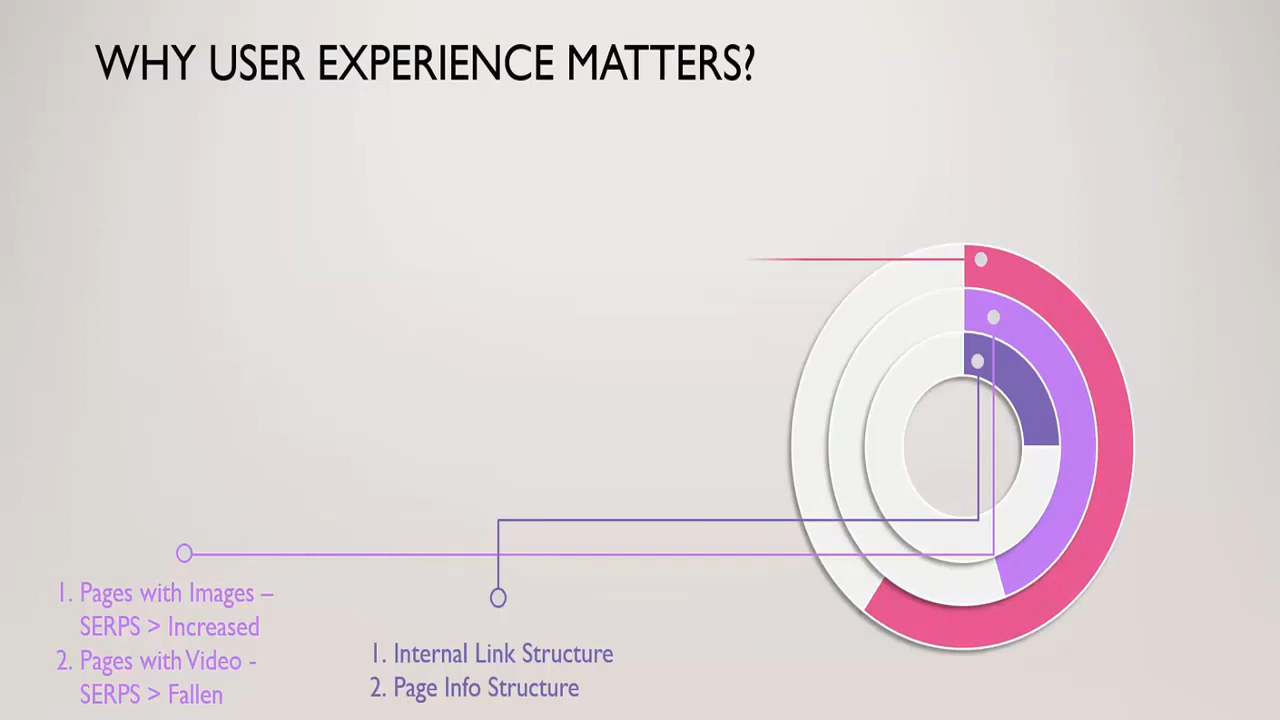 WHY USER EXPERIENCE MATTERS?
1. Pages with Images –
SERPS > Increased
2. Pages with Video -
SERPS > Fallen
1. Internal Link Structure
2. Page Info Structure